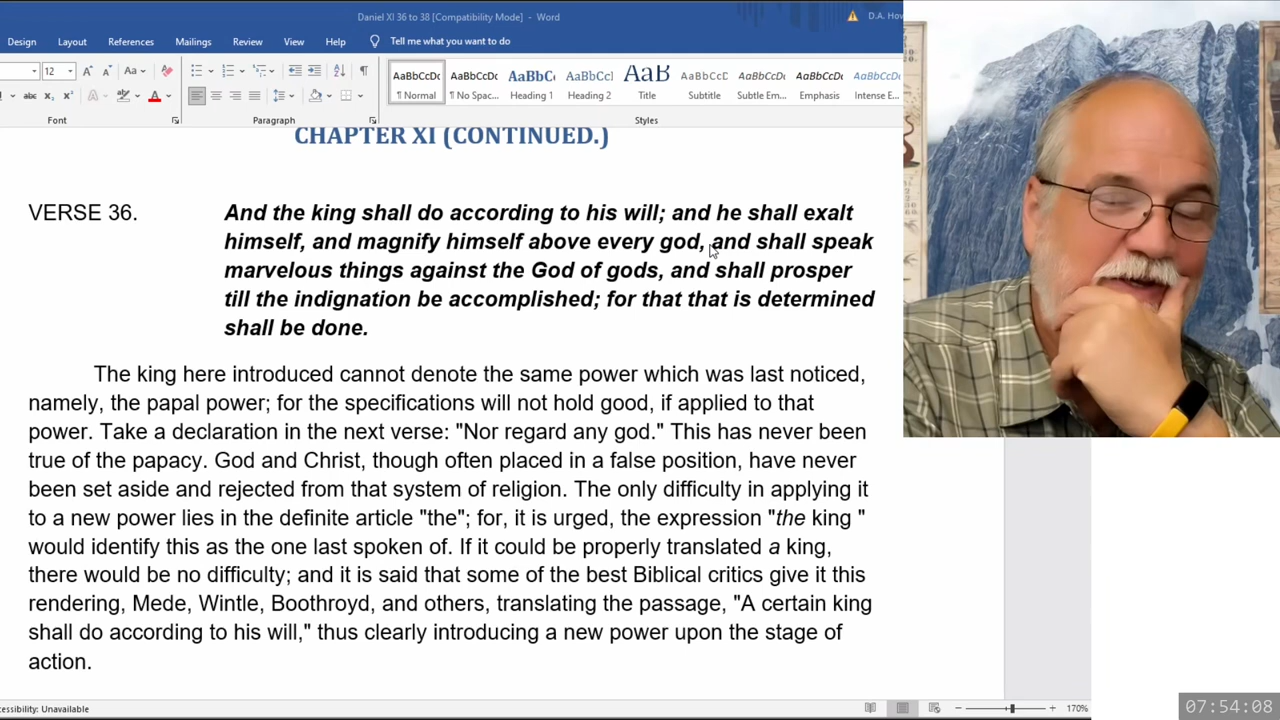 Daniel XI 36 to 38 [Compatibility Mode] - Word
D.A. Hov
Design Layout References Mailings Review View Help Tell me what you want to do
12
Aa
AaBbCcDc AaBbCcDc AaBbC AaBbCcI AaB AaBbCcD AaBbCcDi AaBbCcDi AaBbCcDi
¶ Normal ¶ No Spac... Heading 1 Heading 2 Title Subtitle Subtle Em... Emphasis Intense E...
Font Paragraph Styles
CHAPTER XI (CONTINUED.)
VERSE 36. And the king shall do according to his will; and he shall exalt
himself, and magnify himself above every god, and shall speak
marvelous things against the God of gods, and shall prosper
till the indignation be accomplished; for that that is determined
shall be done.
The king here introduced cannot denote the same power which was last noticed,
namely, the papal power; for the specifications will not hold good, if applied to that
power. Take a declaration in the next verse: "Nor regard any god." This has never been
true of the papacy. God and Christ, though often placed in a false position, have never
been set aside and rejected from that system of religion. The only difficulty in applying it
to a new power lies in the definite article "the"; for, it is urged, the expression "the king "
would identify this as the one last spoken of. If it could be properly translated a king,
there would be no difficulty; and it is said that some of the best Biblical critics give it this
rendering, Mede, Wintle, Boothroyd, and others, translating the passage, "A certain king
shall do according to his will," thus clearly introducing a new power upon the stage of
action.
cessibility: Unavailable
170%
07:54:08